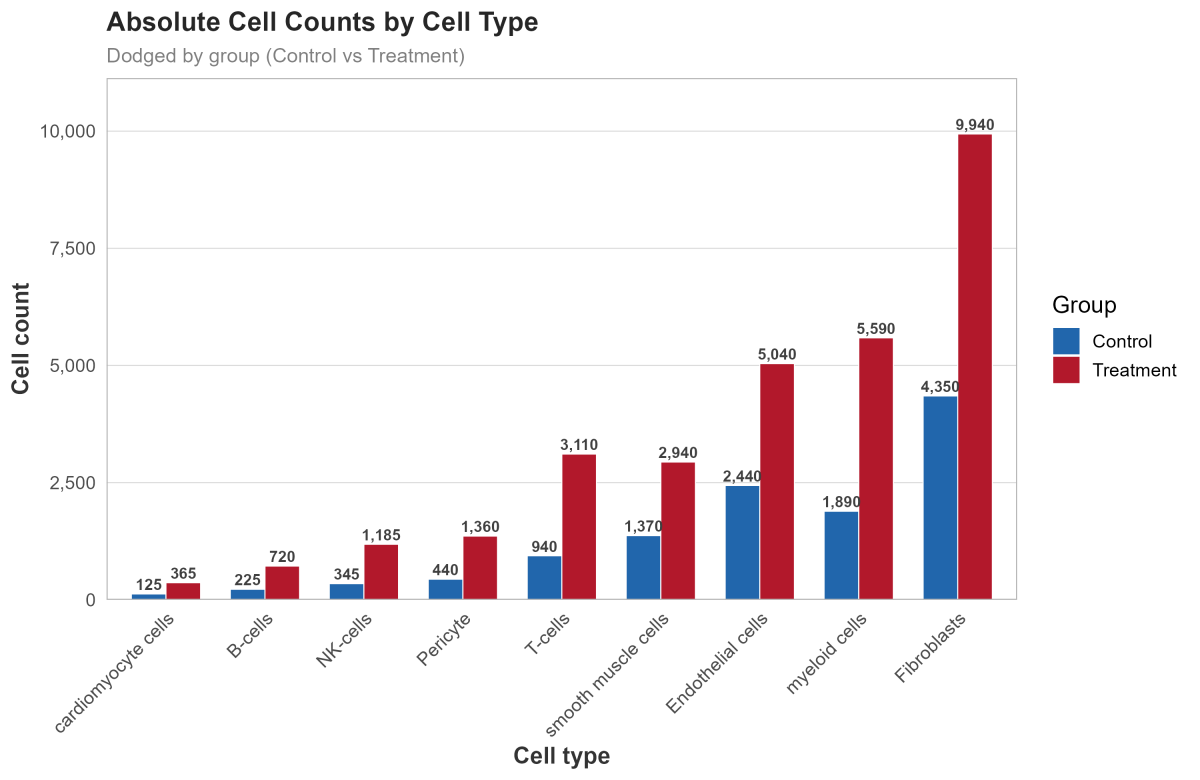 Absolute Cell Counts by Cell Type
Dodged by group (Control vs Treatment)
Cell count
10,000
7,500
5,000
2,500
0
125
365
225
720
345
1,185
440
1,360
940
3,110
1,370
2,940
2,440
5,040
1,890
5,590
4,350
9,940
cardiomyocyte cells
B-cells
NK-cells
Pericyte
T-cells
smooth muscle cells
Endothelial cells
myeloid cells
Fibroblasts
Cell type
Group
Control
Treatment